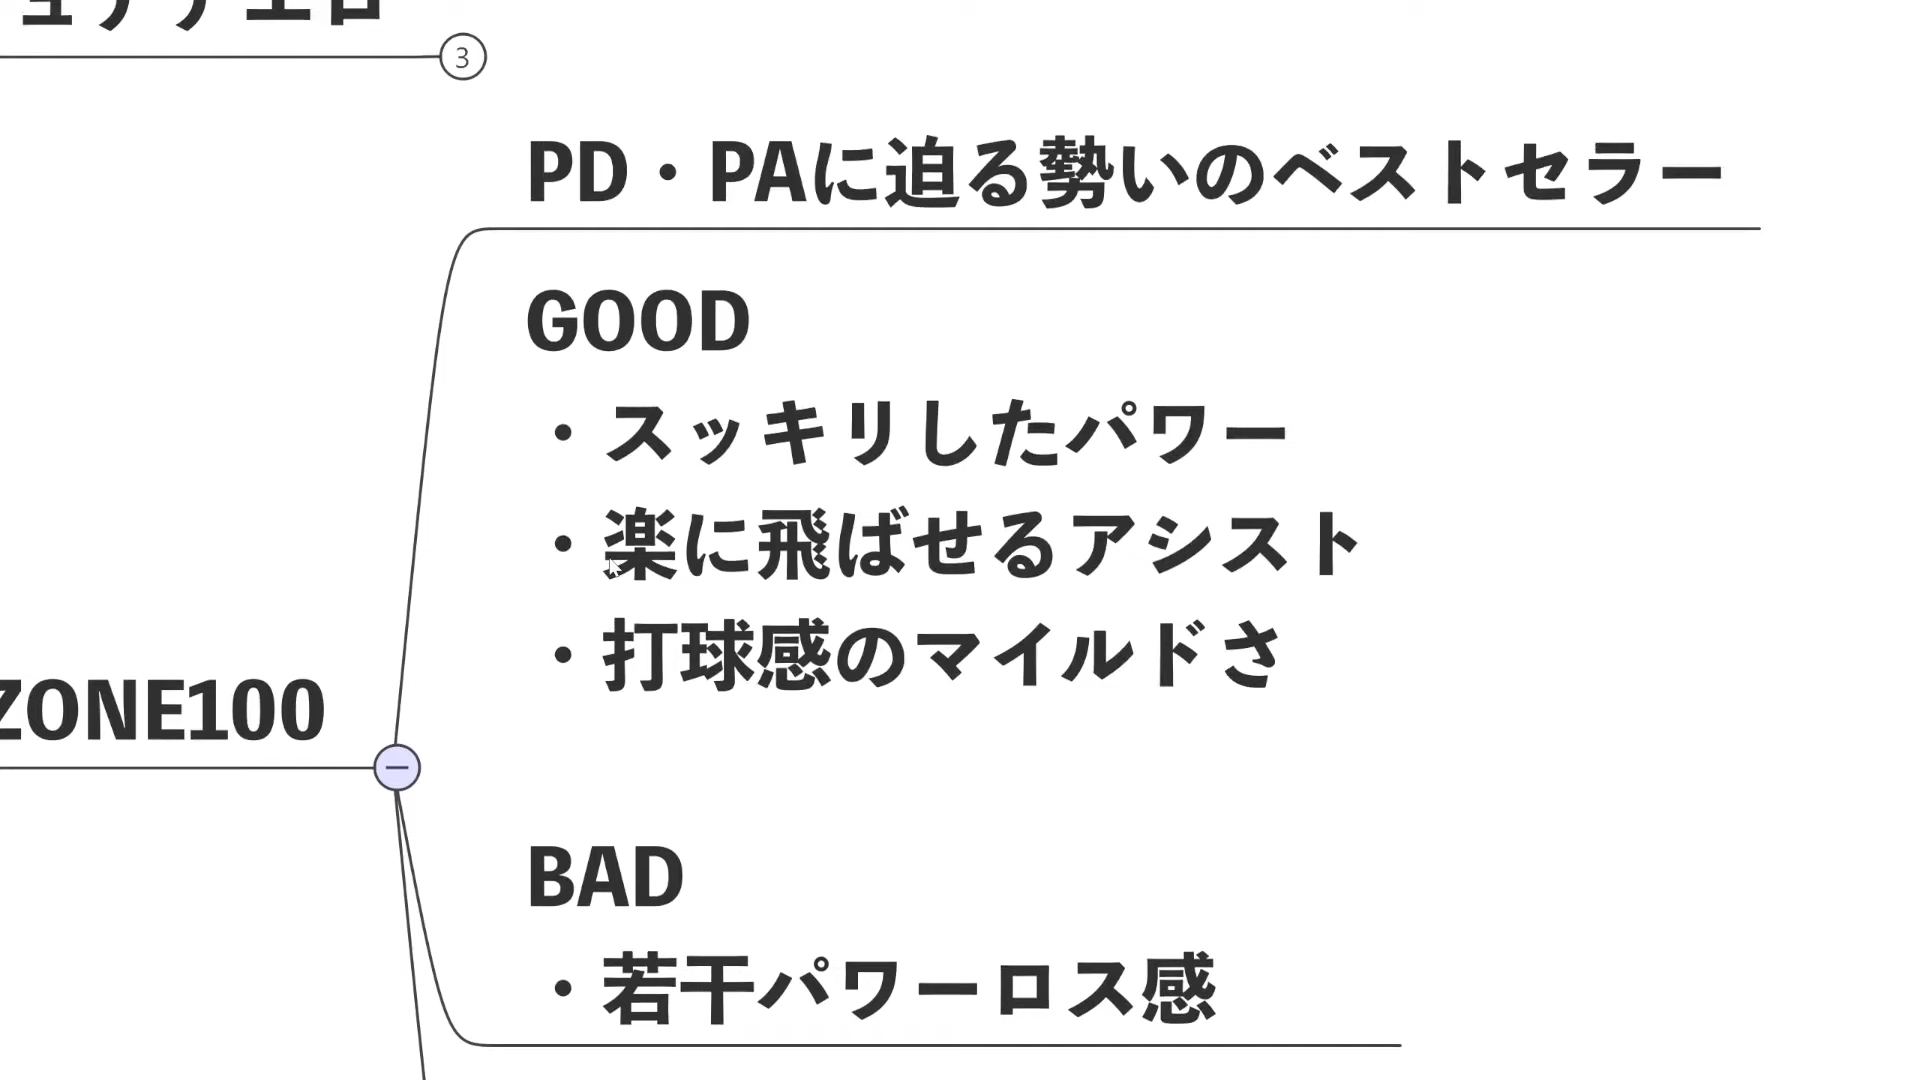 3
PD・PAに迫る勢いのベストセラー
GOOD
・スッキリしたパワー
・楽に飛ばせるアシスト
・打球感のマイルドさ
ZONE100
BAD
・若干パワーロス感